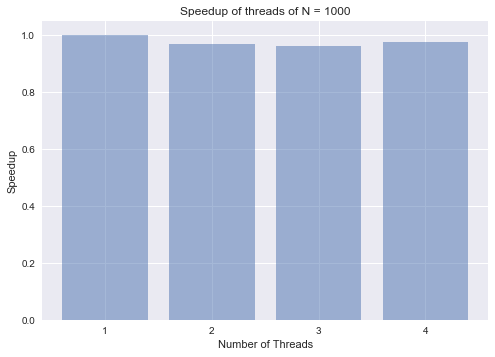 Speedup of threads of N = 1000
1.0
0.8
0.6
0.4
0.2
0.0
Speedup
1 2 3 4
Number of Threads